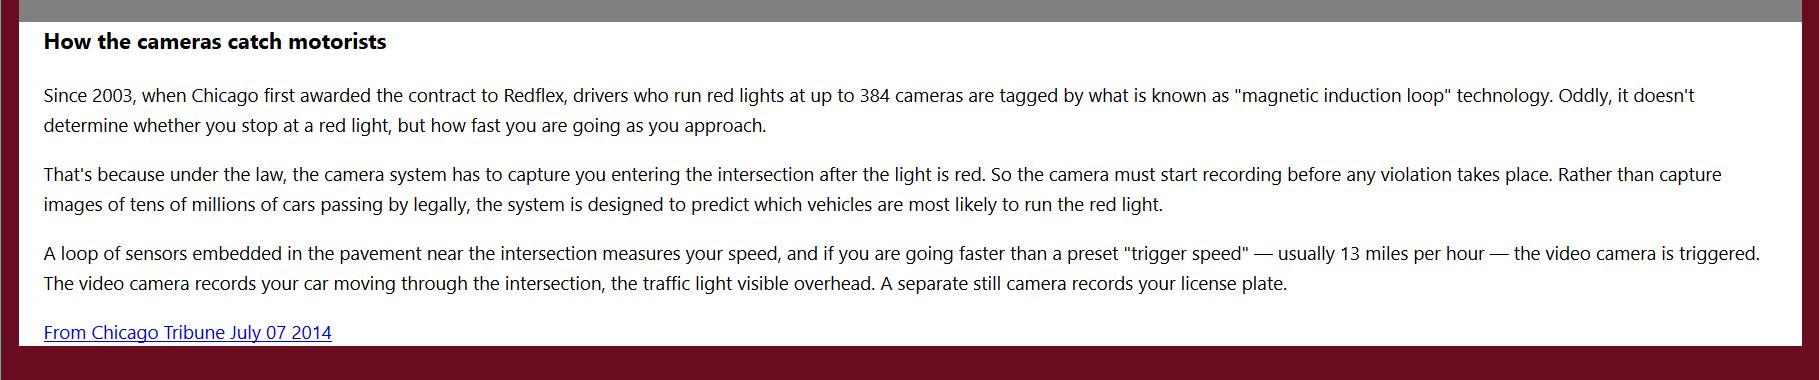 How the cameras catch motorists
Since 2003, when Chicago first awarded the contract to Redflex, drivers who run red lights at up to 384 cameras are tagged by what is known as "magnetic induction loop" technology. Oddly, it doesn't
determine whether you stop at a red light, but how fast you are going as you approach.
That's because under the law, the camera system has to capture you entering the intersection after the light is red. So the camera must start recording before any violation takes place. Rather than capture
images of tens of millions of cars passing by legally, the system is designed to predict which vehicles are most likely to run the red light.
A loop of sensors embedded in the pavement near the intersection measures your speed, and if you are going faster than a preset "trigger speed" — usually 13 miles per hour — the video camera is triggered.
The video camera records your car moving through the intersection, the traffic light visible overhead. A separate still camera records your license plate.
From Chicago Tribune July 07 2014